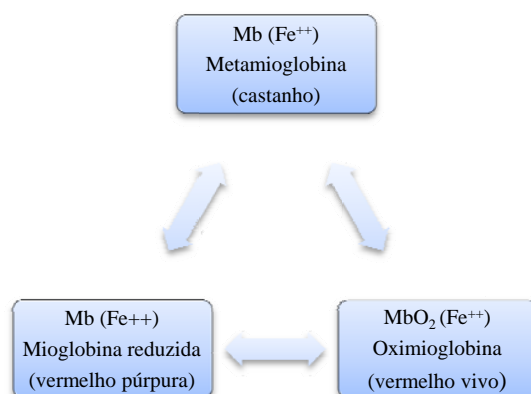 Mb (Fe⁺⁺)
Metamioglobina
(castanho)
Mb (Fe++)
Mioglobina reduzida
(vermelho púrpura)
MbO₂ (Fe⁺⁺)
Oximioglobina
(vermelho vivo)